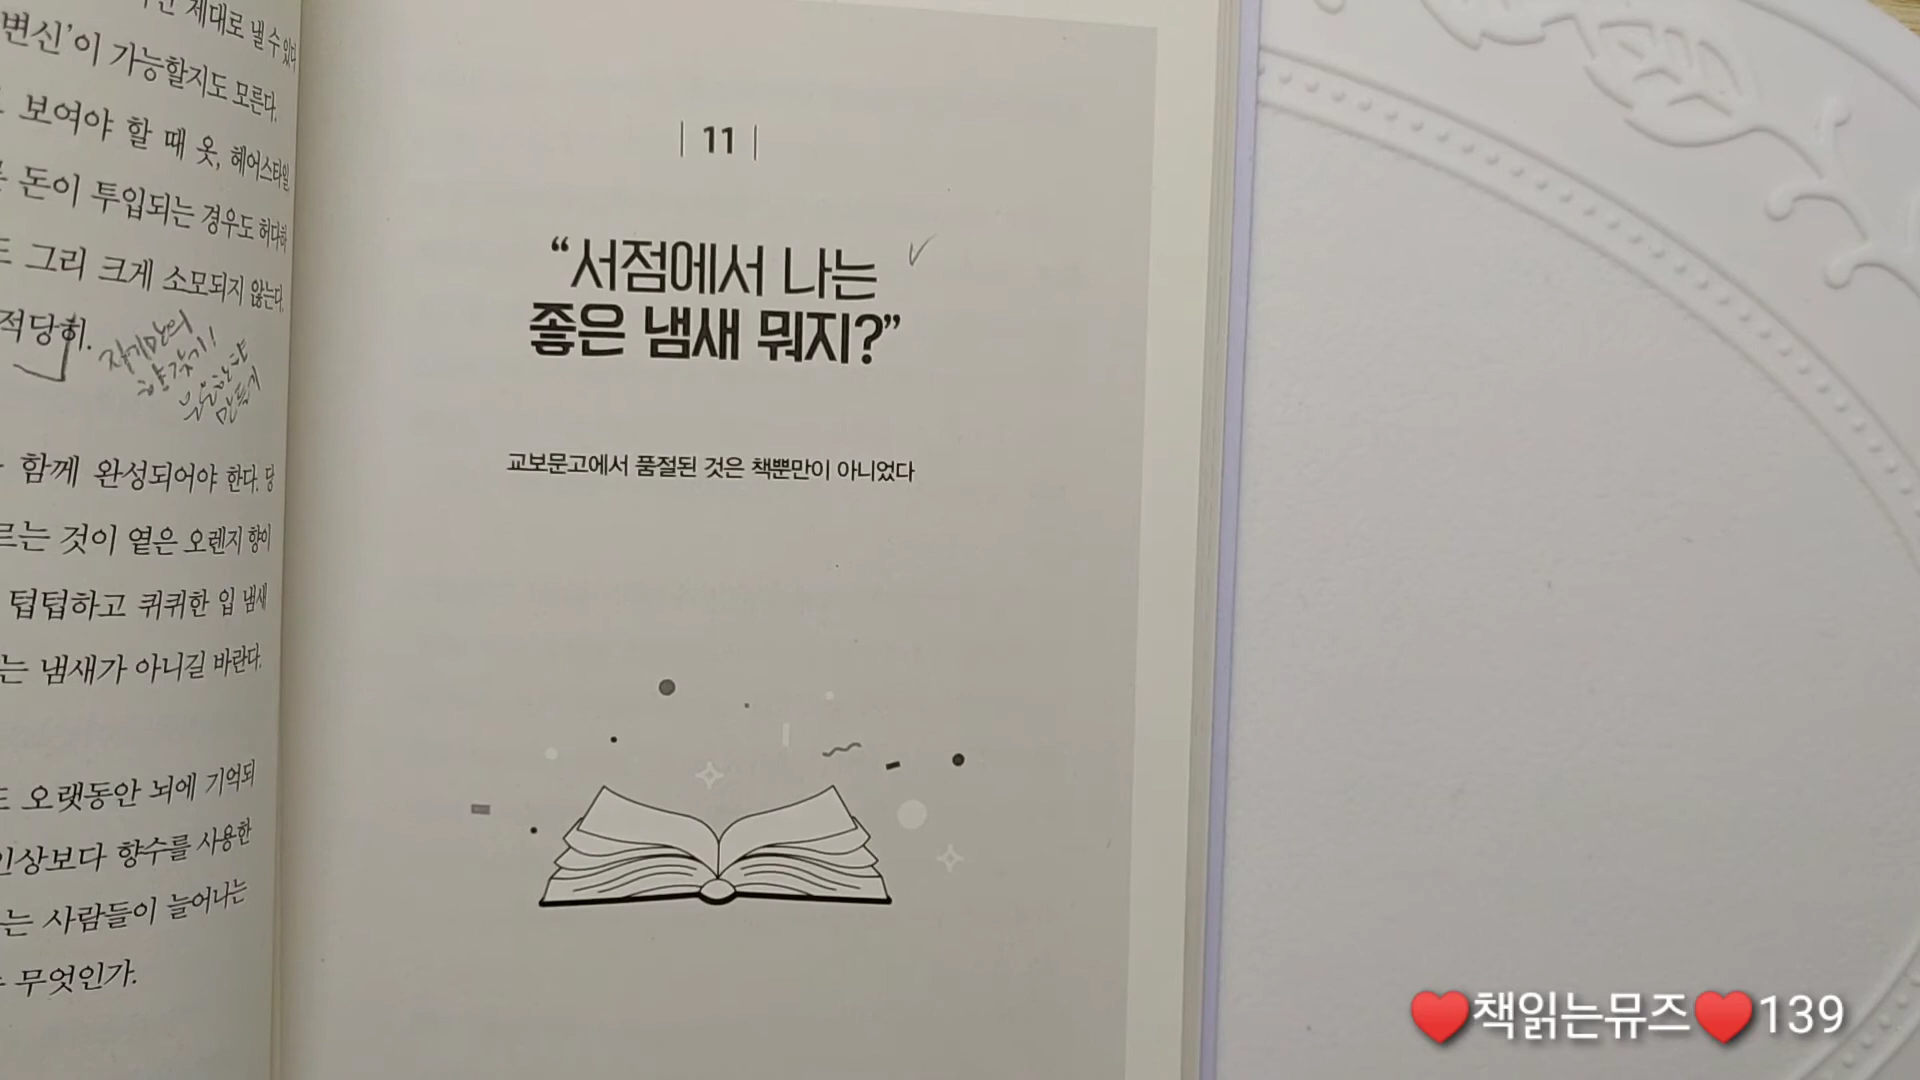 제대로 낼 수 있다
변신’이 가능할지도 모른다.
보여야 할 때 옷, 헤어스타일
돈이 투입되는 경우도 허다하
그리 크게 소모되지 않는다.
적당히.
함께 완성되어야 한다. 당
르는 것이 옅은 오렌지 향이
텁텁하고 퀴퀴한 입 냄새
는 냄새가 아니길 바란다.
오랫동안 뇌에 기억되
인상보다 향수를 사용한
는 사람들이 늘어나는
무엇인가.
| 11 |
“서점에서 나는
좋은 냄새 뭐지?”
교보문고에서 품절된 것은 책뿐만이 아니었다
❤️책읽는뮤즈❤️139